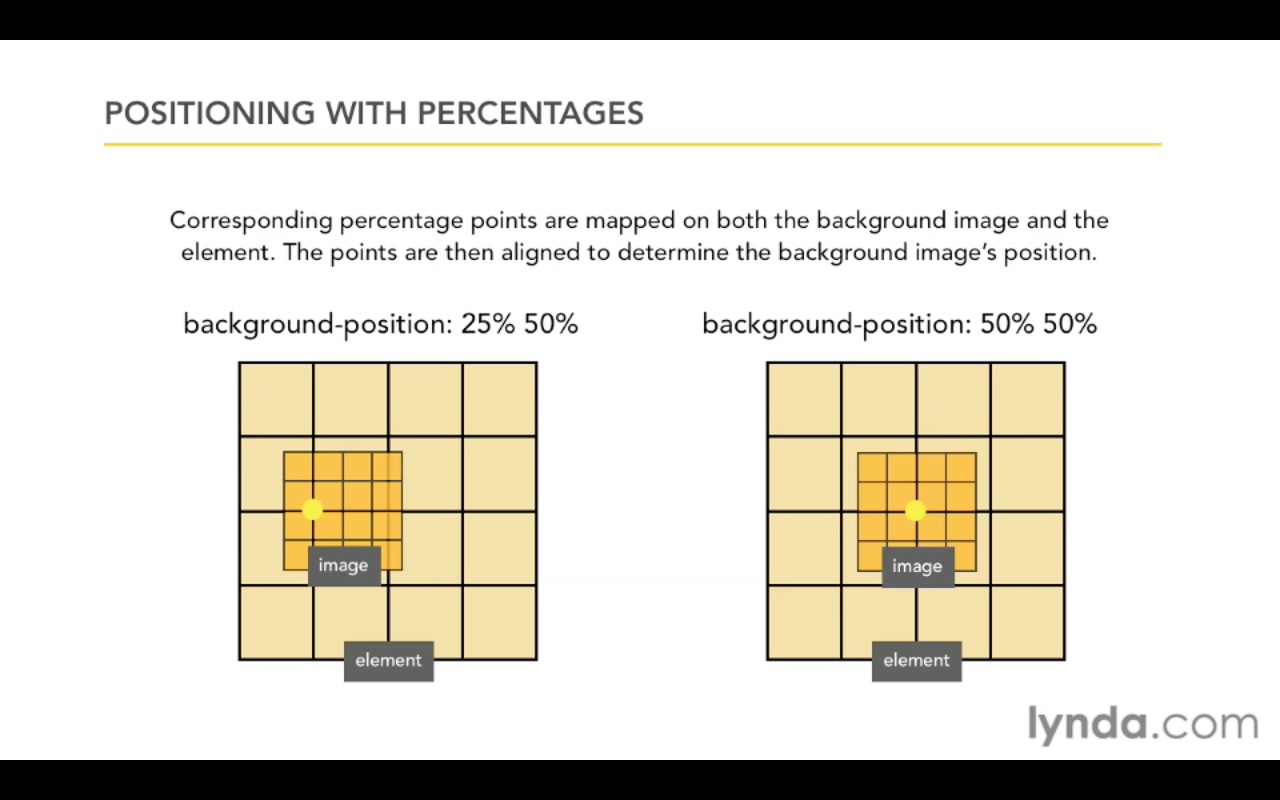 POSITIONING WITH PERCENTAGES
Corresponding percentage points are mapped on both the background image and the
element. The points are then aligned to determine the background image’s position.
background-position: 25% 50%
background-position: 50% 50%
image
image
element
element
lynda.com